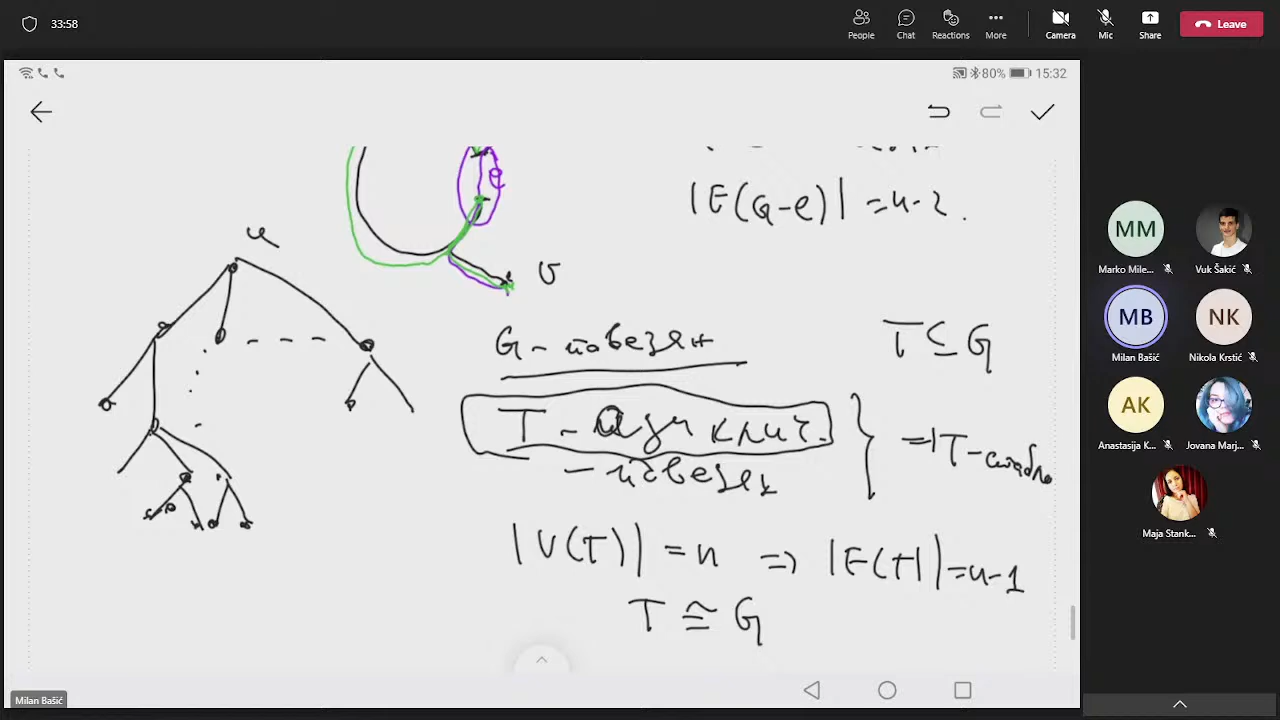 33:58
People Chat Reactions More Camera Mic Share Leave
80% 15:32
e
|E(G-e)| = n-2.
u
v
G - повезан
T ⊆ G
T - ациклич.
- повезан
⇒ T - стабло
|V(T)| = n ⇒ |E(T)| = n-1
T ≅ G
MM
Marko Mile...
Vuk Šakić
MB
Milan Bašić
NK
Nikola Krstić
AK
Anastasija K...
Jovana Marj...
Maja Stank...
Milan Bašić